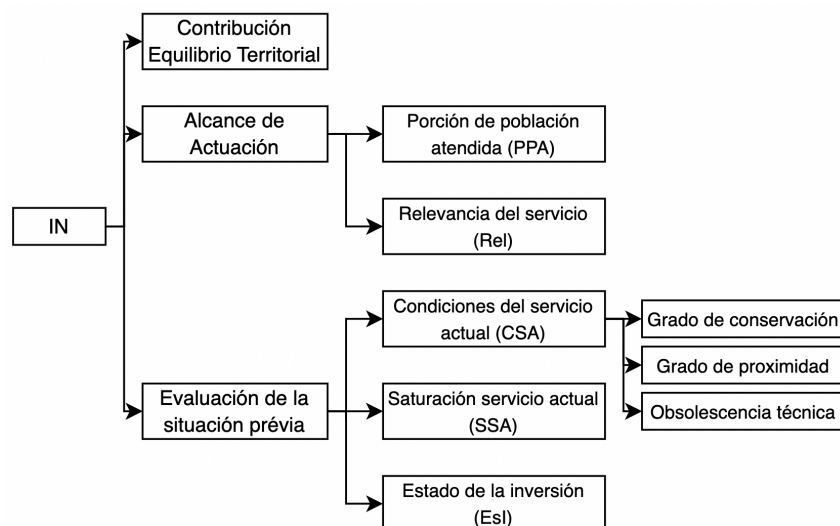 IN
Contribución
Equilibrio Territorial
Alcance de
Actuación
Porción de población
atendida (PPA)
Relevancia del servicio
(Rel)
Evaluación de la
situación prévia
Condiciones del servicio
actual (CSA)
Grado de conservación
Grado de proximidad
Obsolescencia técnica
Saturación servicio actual
(SSA)
Estado de la inversión
(EsI)